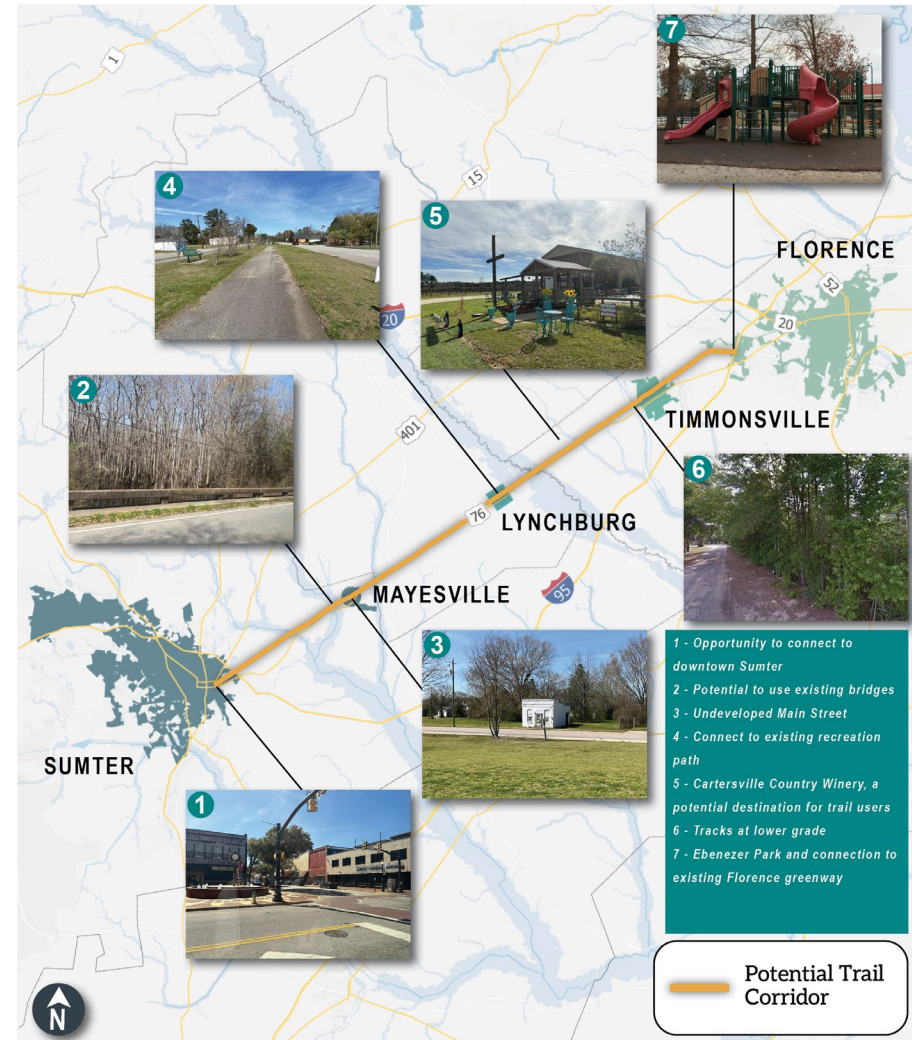 7
1
4
15
5
FLORENCE
52
20
20
2
401
TIMMONSVILLE
6
76
LYNCHBURG
MAYESVILLE
95
3
SUMTER
1
1 - Opportunity to connect to
downtown Sumter
2 - Potential to use existing bridges
3 - Undeveloped Main Street
4 - Connect to existing recreation
path
5 - Cartersville Country Winery, a
potential destination for trail users
6 - Tracks at lower grade
7 - Ebenezer Park and connection to
existing Florence greenway
Potential Trail
Corridor
N